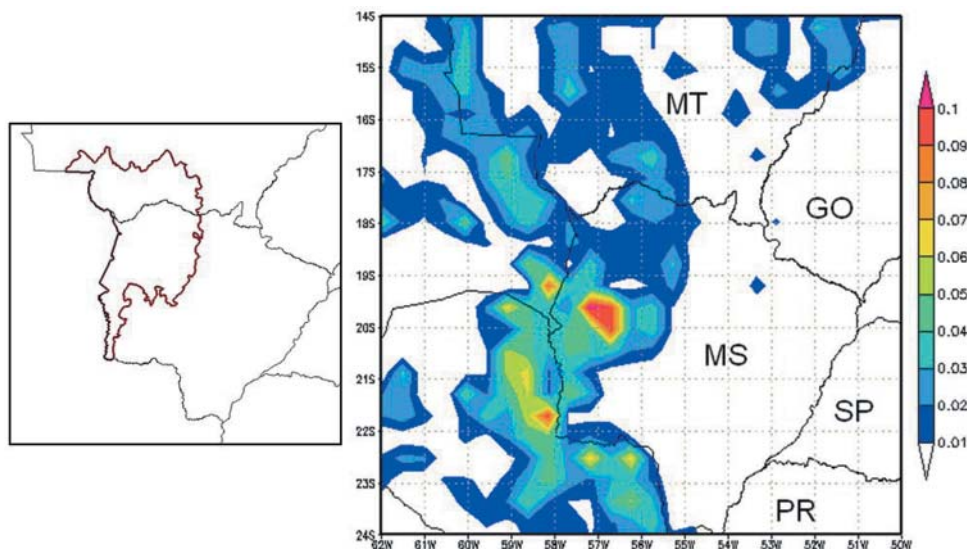 14S
15S
16S
17S
18S
19S
20S
21S
22S
23S
24S
62W 61W 60W 59W 58W 57W 56W 55W 54W 53W 52W 51W 50W
MT
GO
MS
SP
PR
0.1
0.09
0.08
0.07
0.06
0.05
0.04
0.03
0.02
0.01